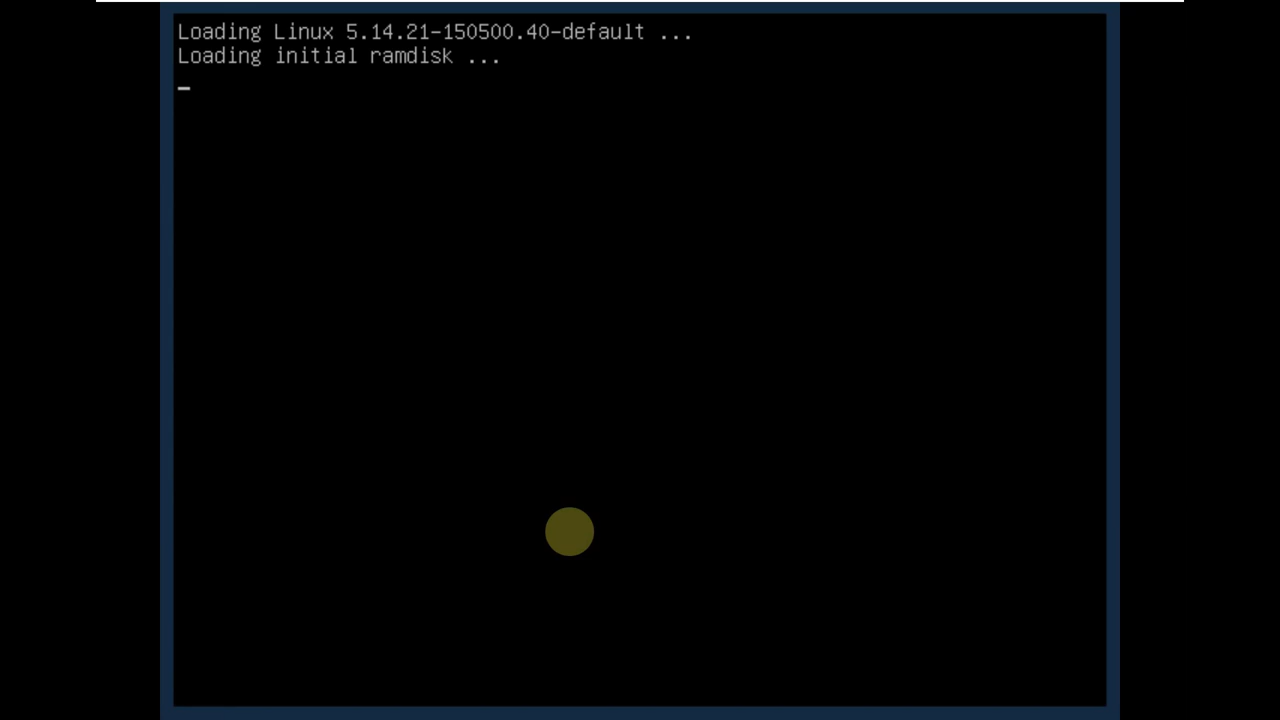 Loading Linux 5.14.21-150500.40-default ...
Loading initial ramdisk ...